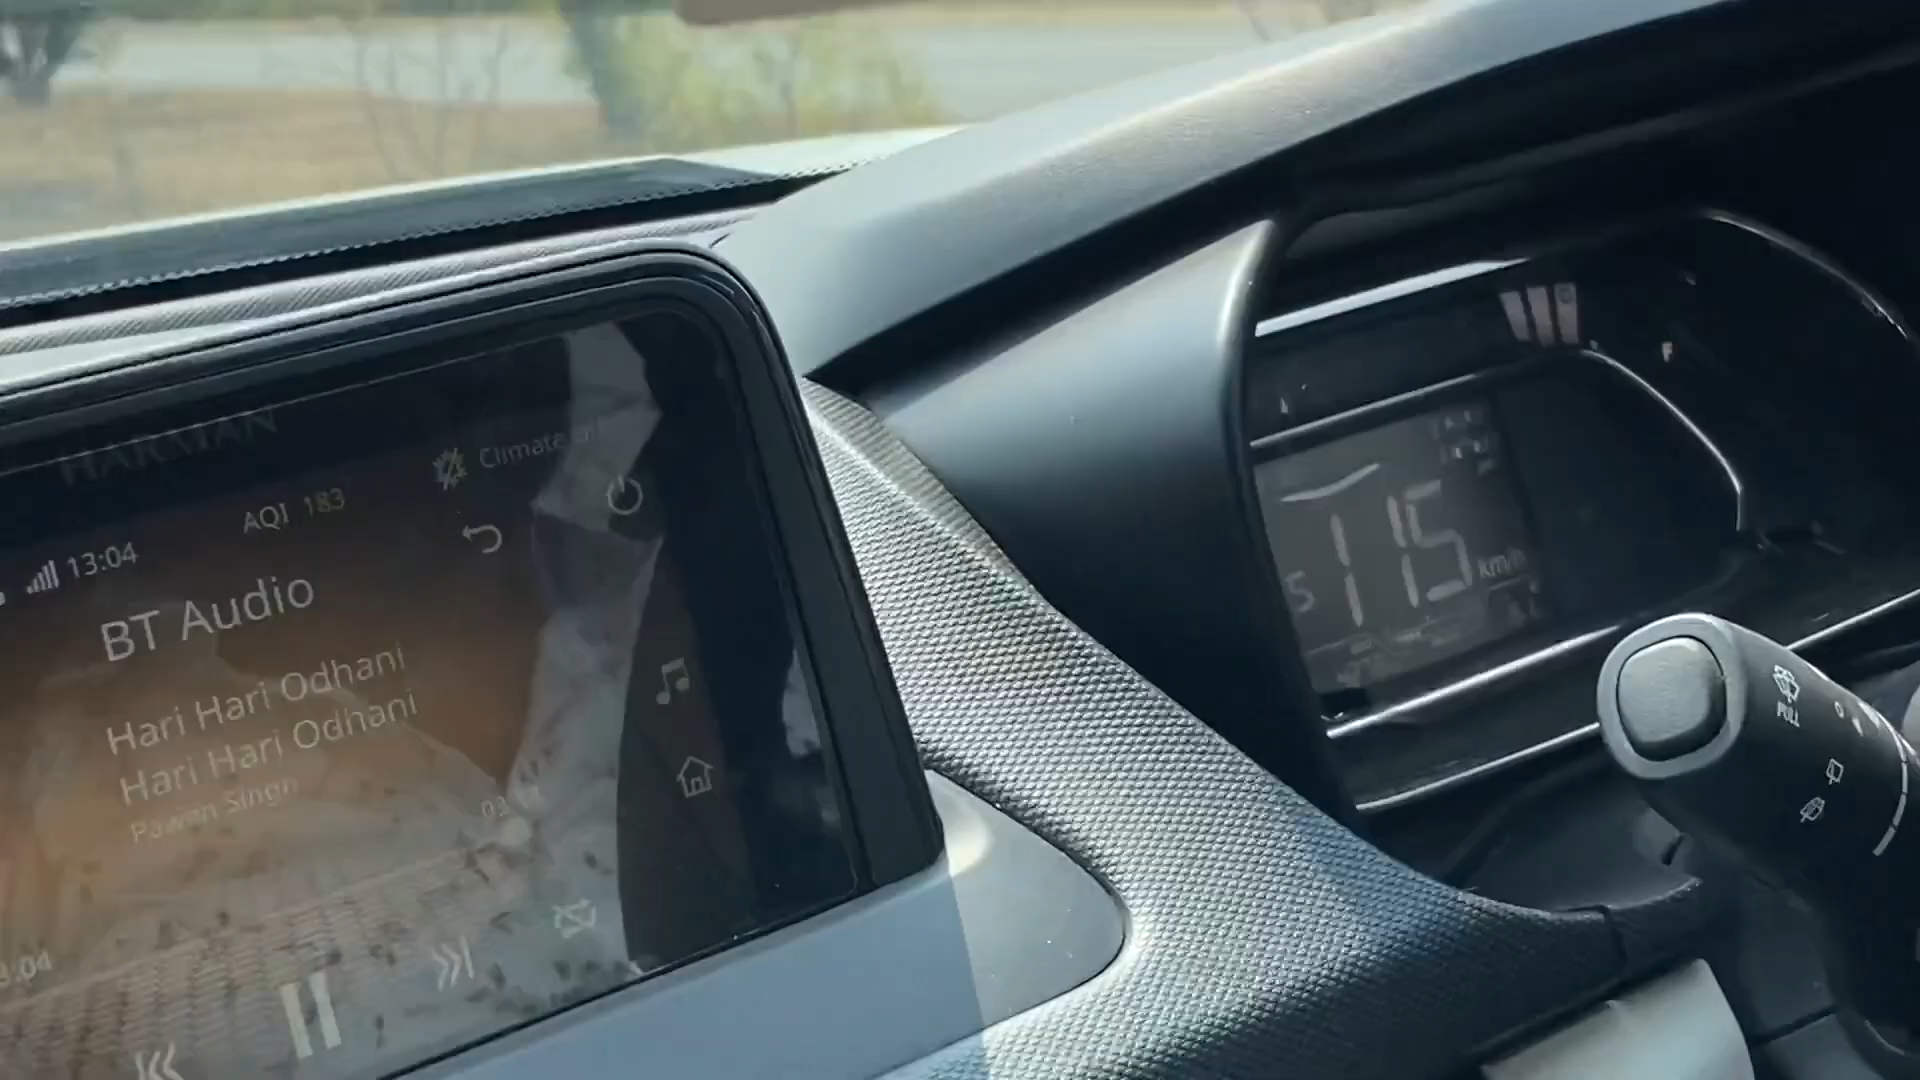 HARMAN
Climate
13:04
AQI 183
BT Audio
Hari Hari Odhani
Hari Hari Odhani
Pawan Singh
F
5
115
km/h
PULL